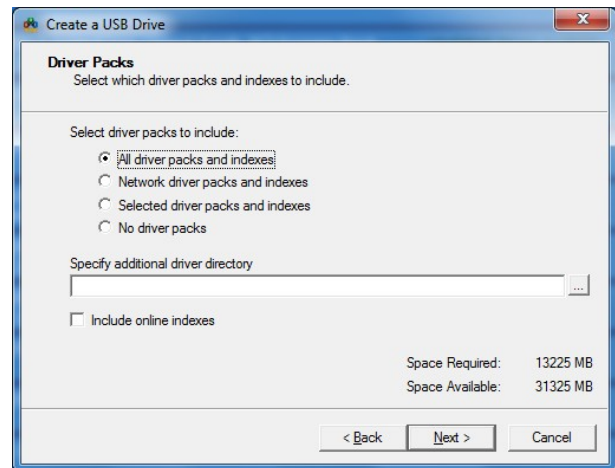 Create a USB Drive
Driver Packs
Select which driver packs and indexes to include.
Select driver packs to include:
All driver packs and indexes
Network driver packs and indexes
Selected driver packs and indexes
No driver packs
Specify additional driver directory
...
Include online indexes
Space Required: 13225 MB
Space Available: 31325 MB
< Back Next > Cancel